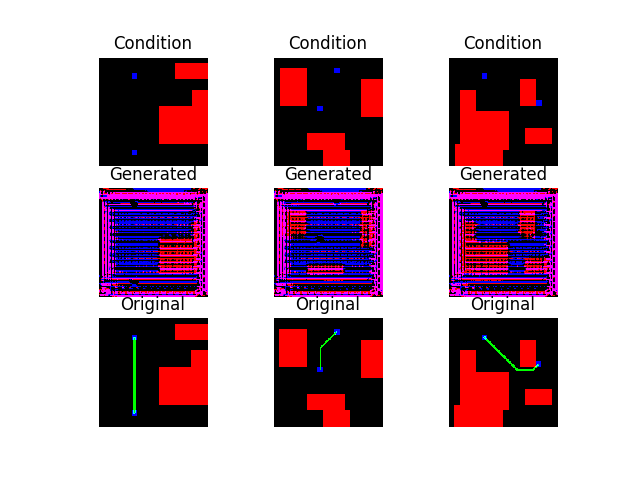 Condition Condition Condition
Generated Generated Generated
Original Original Original